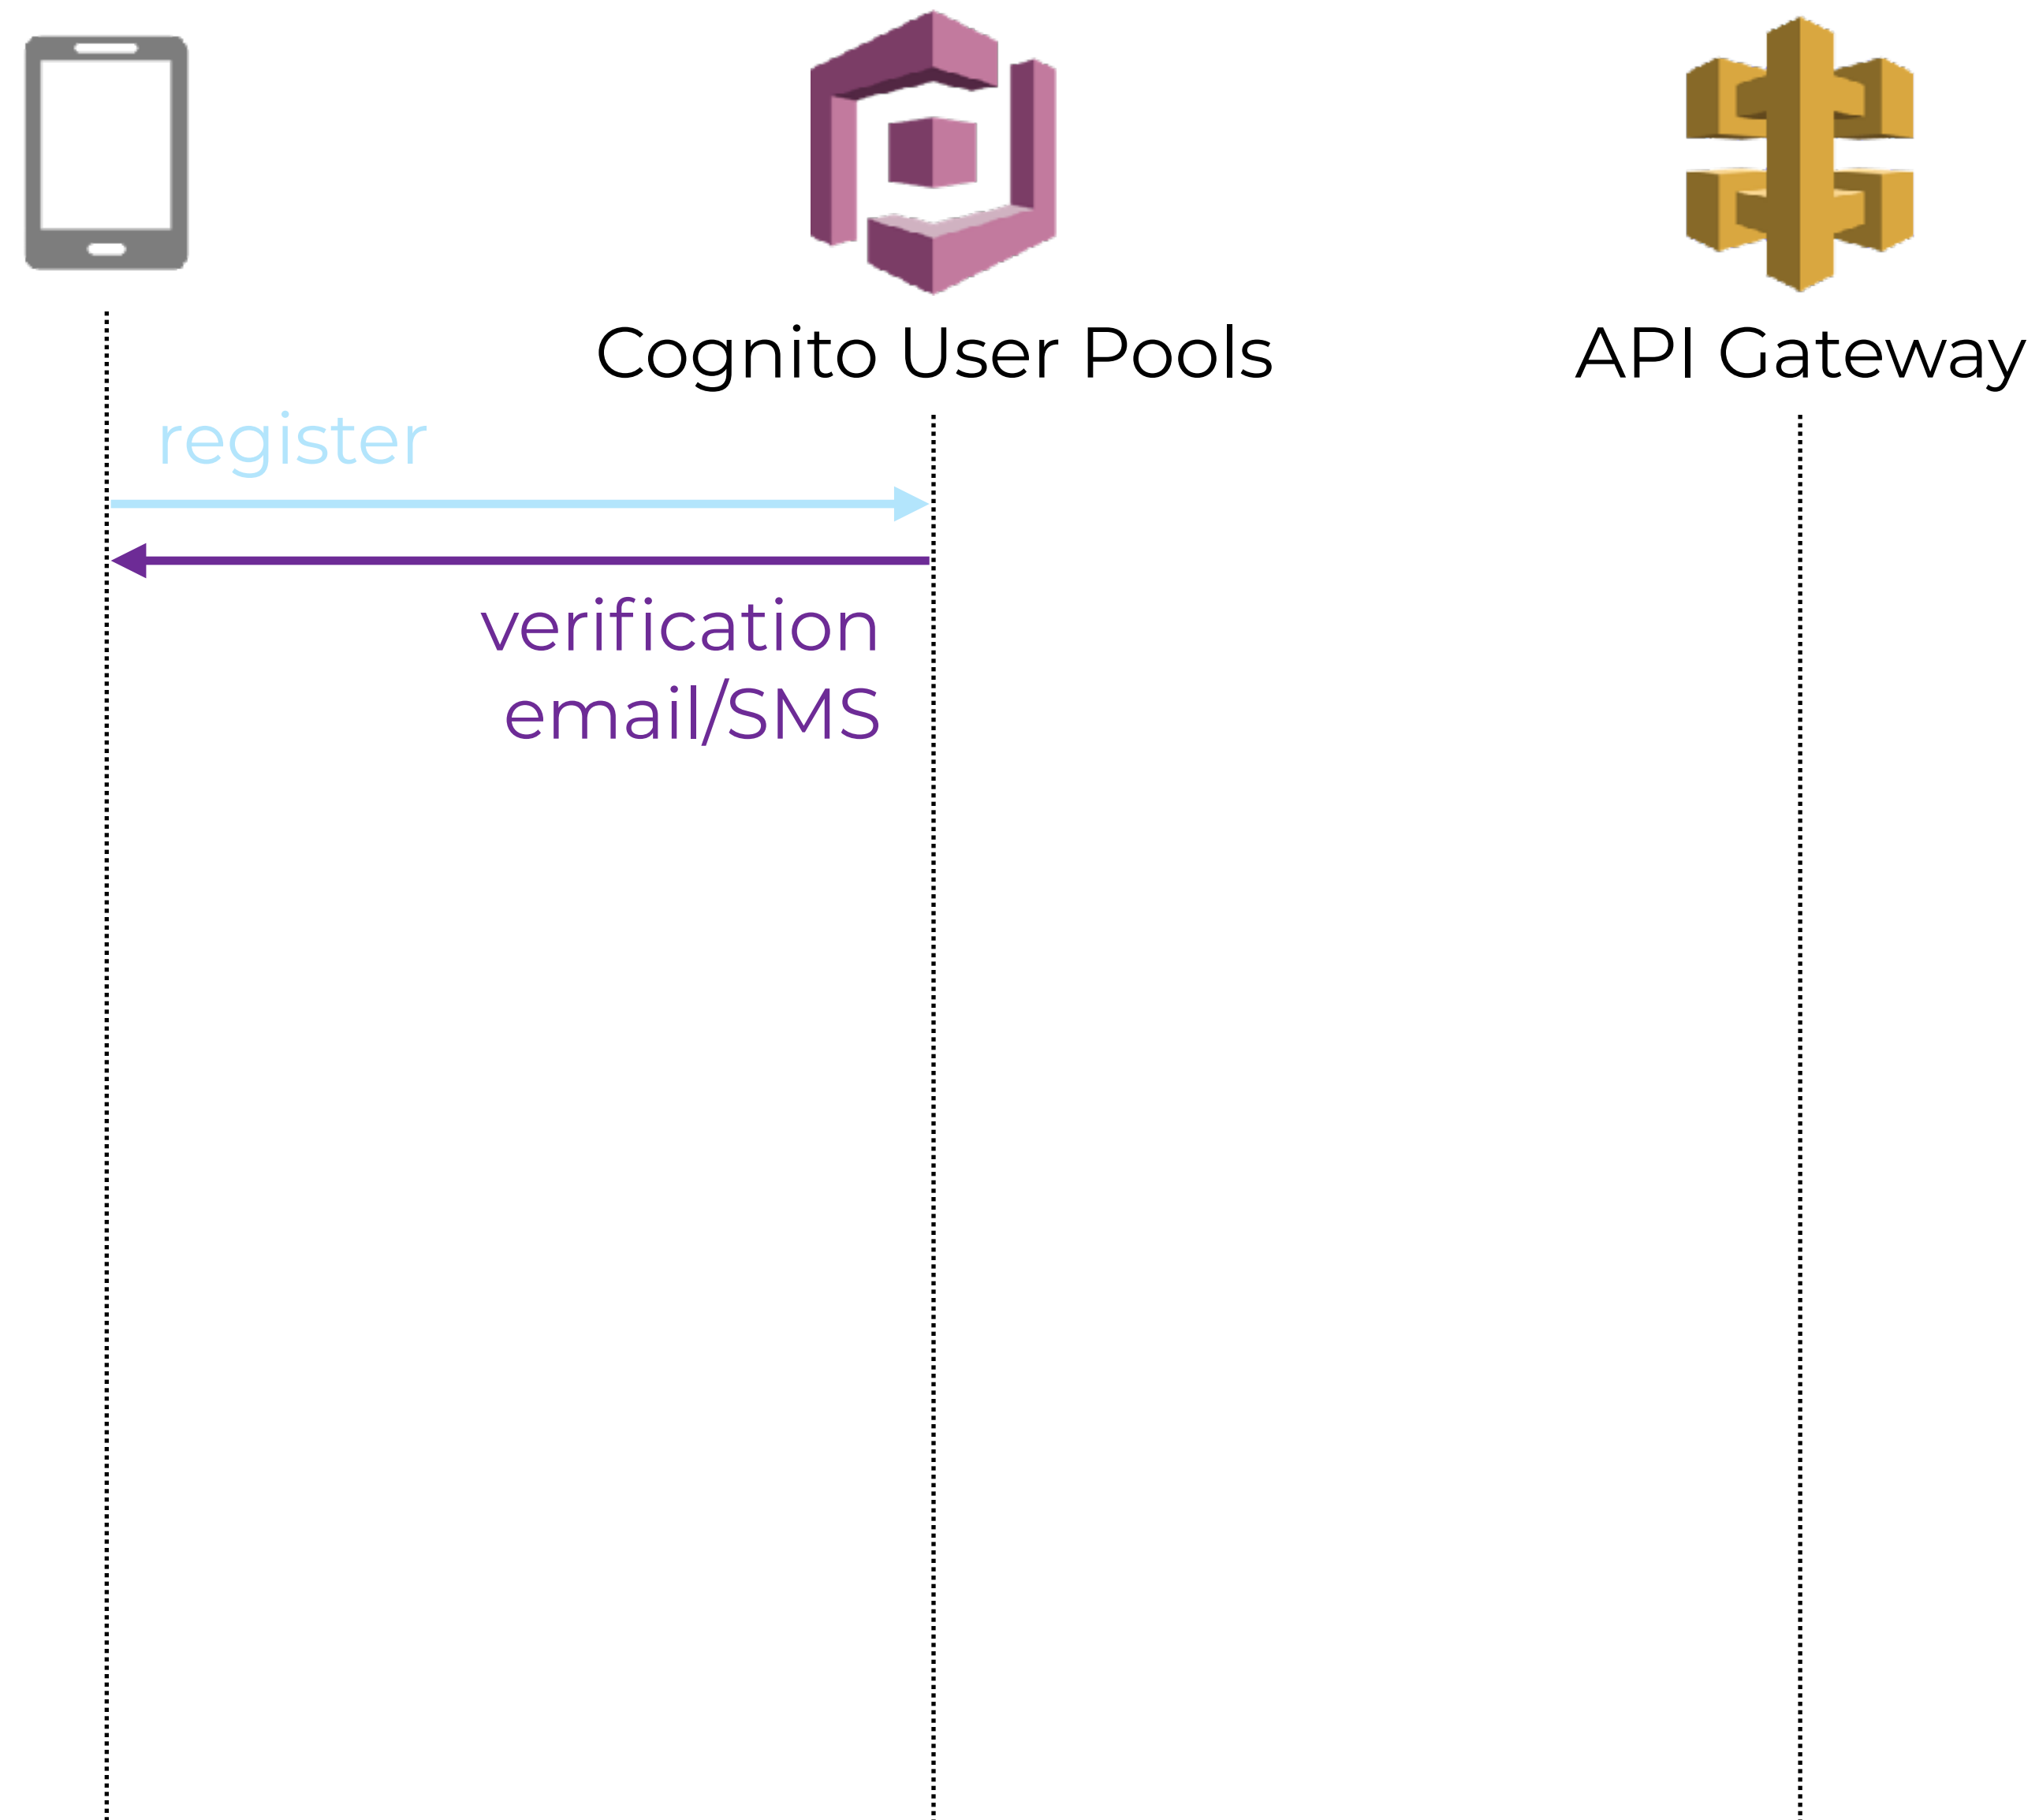 Cognito User Pools
API Gateway
register
verification
email/SMS